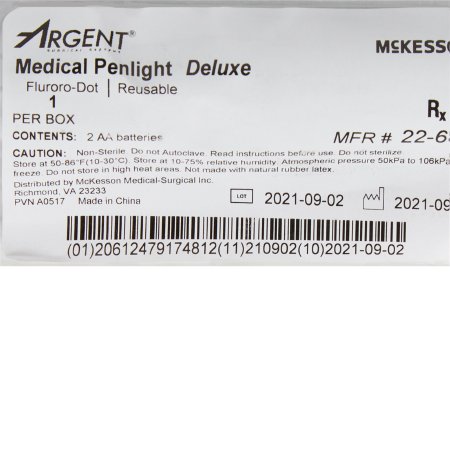 ARGENT®
SURGICAL SYSTEMS
McKESSO
Medical Penlight Deluxe
Fluroro-Dot | Reusable
1
PER BOX
Rx
CONTENTS: 2 AA batteries
MFR # 22-6
CAUTION: Non-Sterile. Do not Autoclave. Read instructions before use. Do not sterilize
Store at 50-86°F(10-30°C). Store at 10-75% relative humidity. Atmospheric pressure 50kPa to 106kPa
freeze. Do not store in high heat areas. Not made with natural rubber latex.
Distributed by McKesson Medical-Surgical Inc.
Richmond, VA 23233
PVN A0517 Made in China
LOT 2021-09-02
2021-09
(01)20612479174812(11)210902(10)2021-09-02